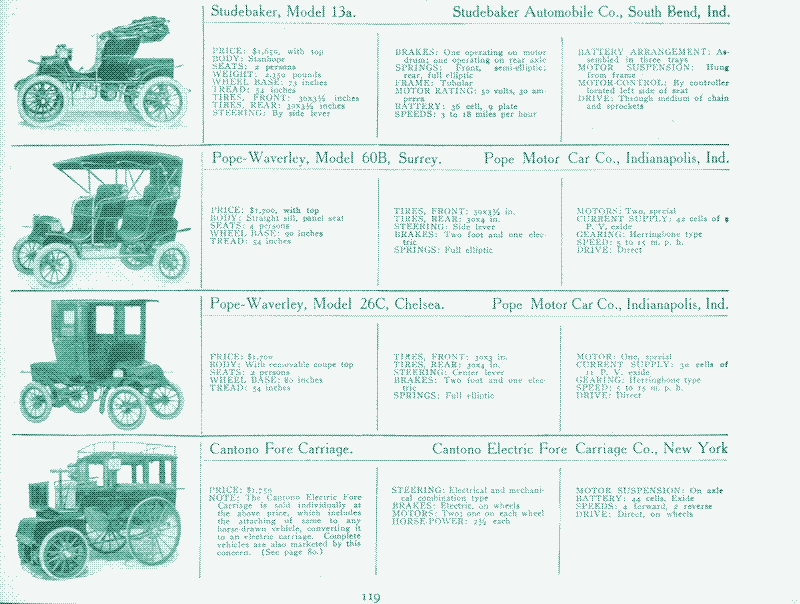 Studebaker, Model 13a. Studebaker Automobile Co., South Bend, Ind.
PRICE: $1,650, with top
BODY: Stanhope
SEATS: 2 persons
WEIGHT: 2,350 pounds
WHEEL BASE: 73 inches
TREAD: 54 inches
TIRES, FRONT: 30x3½ inches
TIRES, REAR: 30x3½ inches
STEERING: By side lever
BRAKES: One operating on motor
drum; one operating on rear axle
SPRINGS: Front, semi-elliptic;
rear, full elliptic
FRAME: Tubular
MOTOR RATING: 50 volts, 30 am-
peres
BATTERY: 36 cell, 9 plate
SPEEDS: 3 to 18 miles per hour
BATTERY ARRANGEMENT: As-
sembled in three trays
MOTOR SUSPENSION: Hung
from frame
MOTOR-CONTROL: By controller
located left side of seat
DRIVE: Through medium of chain
and sprockets
Pope-Waverley, Model 60B, Surrey. Pope Motor Car Co., Indianapolis, Ind.
PRICE: $1,700, with top
BODY: Straight sill, panel seat
SEATS: 4 persons
WHEEL BASE: 90 inches
TREAD: 54 inches
TIRES, FRONT: 30x3½ in.
TIRES, REAR: 30x4 in.
STEERING: Side lever
BRAKES: Two foot and one elec-
tric
SPRINGS: Full elliptic
MOTORS: Two, special
CURRENT SUPPLY: 42 cells of
P. V. exide
GEARING: Herringbone type
SPEED: 5 to 15 m. p. h.
DRIVE: Direct
Pope-Waverley, Model 26C, Chelsea. Pope Motor Car Co., Indianapolis, Ind.
PRICE: $1,700
BODY: With removable coupe top
SEATS: 2 persons
WHEEL BASE: 80 inches
TREAD: 54 inches
TIRES, FRONT: 30x3 in.
TIRES, REAR: 30x4 in.
STEERING: Center lever
BRAKES: Two foot and one elec-
tric
SPRINGS: Full elliptic
MOTOR: One, special
CURRENT SUPPLY: 30 cells of
11 P. V. exide
GEARING: Herringbone type
SPEED: 5 to 15 m. p. h.
DRIVE: Direct
Cantono Fore Carriage. Cantono Electric Fore Carriage Co., New York
PRICE: $1,750
NOTE: The Cantono Electric Fore
Carriage is sold individually at
the above price, which includes
the attaching of same to any
horse-drawn vehicle, converting it
to an electric carriage. Complete
vehicles are also marketed by this
concern. (See page 80.)
STEERING: Electrical and mechani-
cal combination type
BRAKES: Electric, on wheels
MOTORS: Two; one on each wheel
HORSE-POWER: 2½ each
MOTOR SUSPENSION: On axle
BATTERY: 44 cells, Exide
SPEEDS: 4 forward, 2 reverse
DRIVE: Direct, on wheels
119